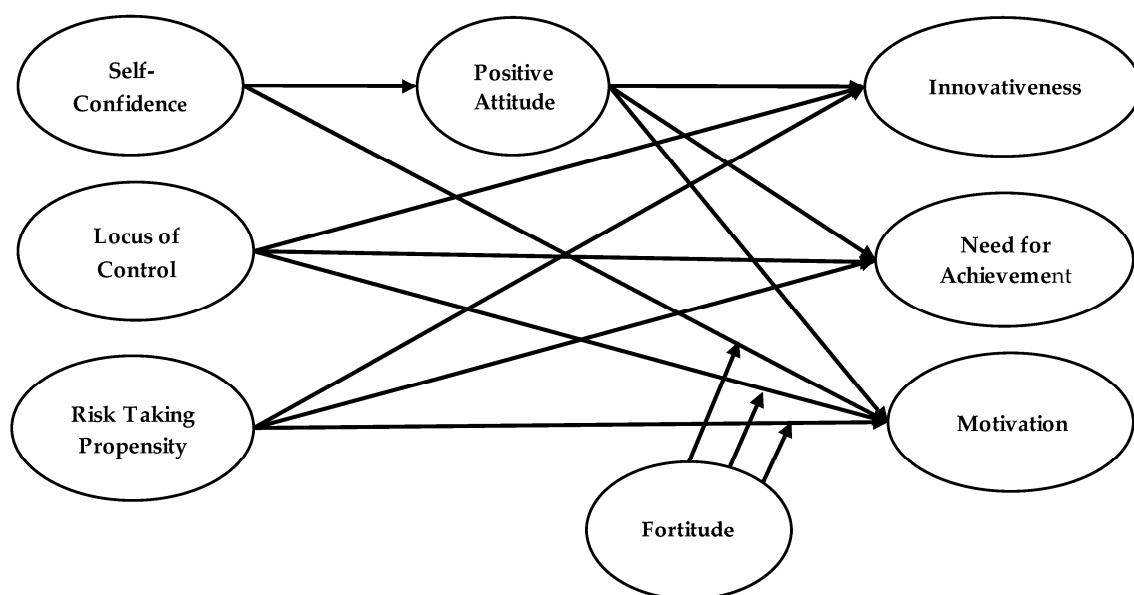 Self-
Confidence
Positive
Attitude
Innovativeness
Locus of
Control
Need for
Achievement
Risk Taking
Propensity
Motivation
Fortitude